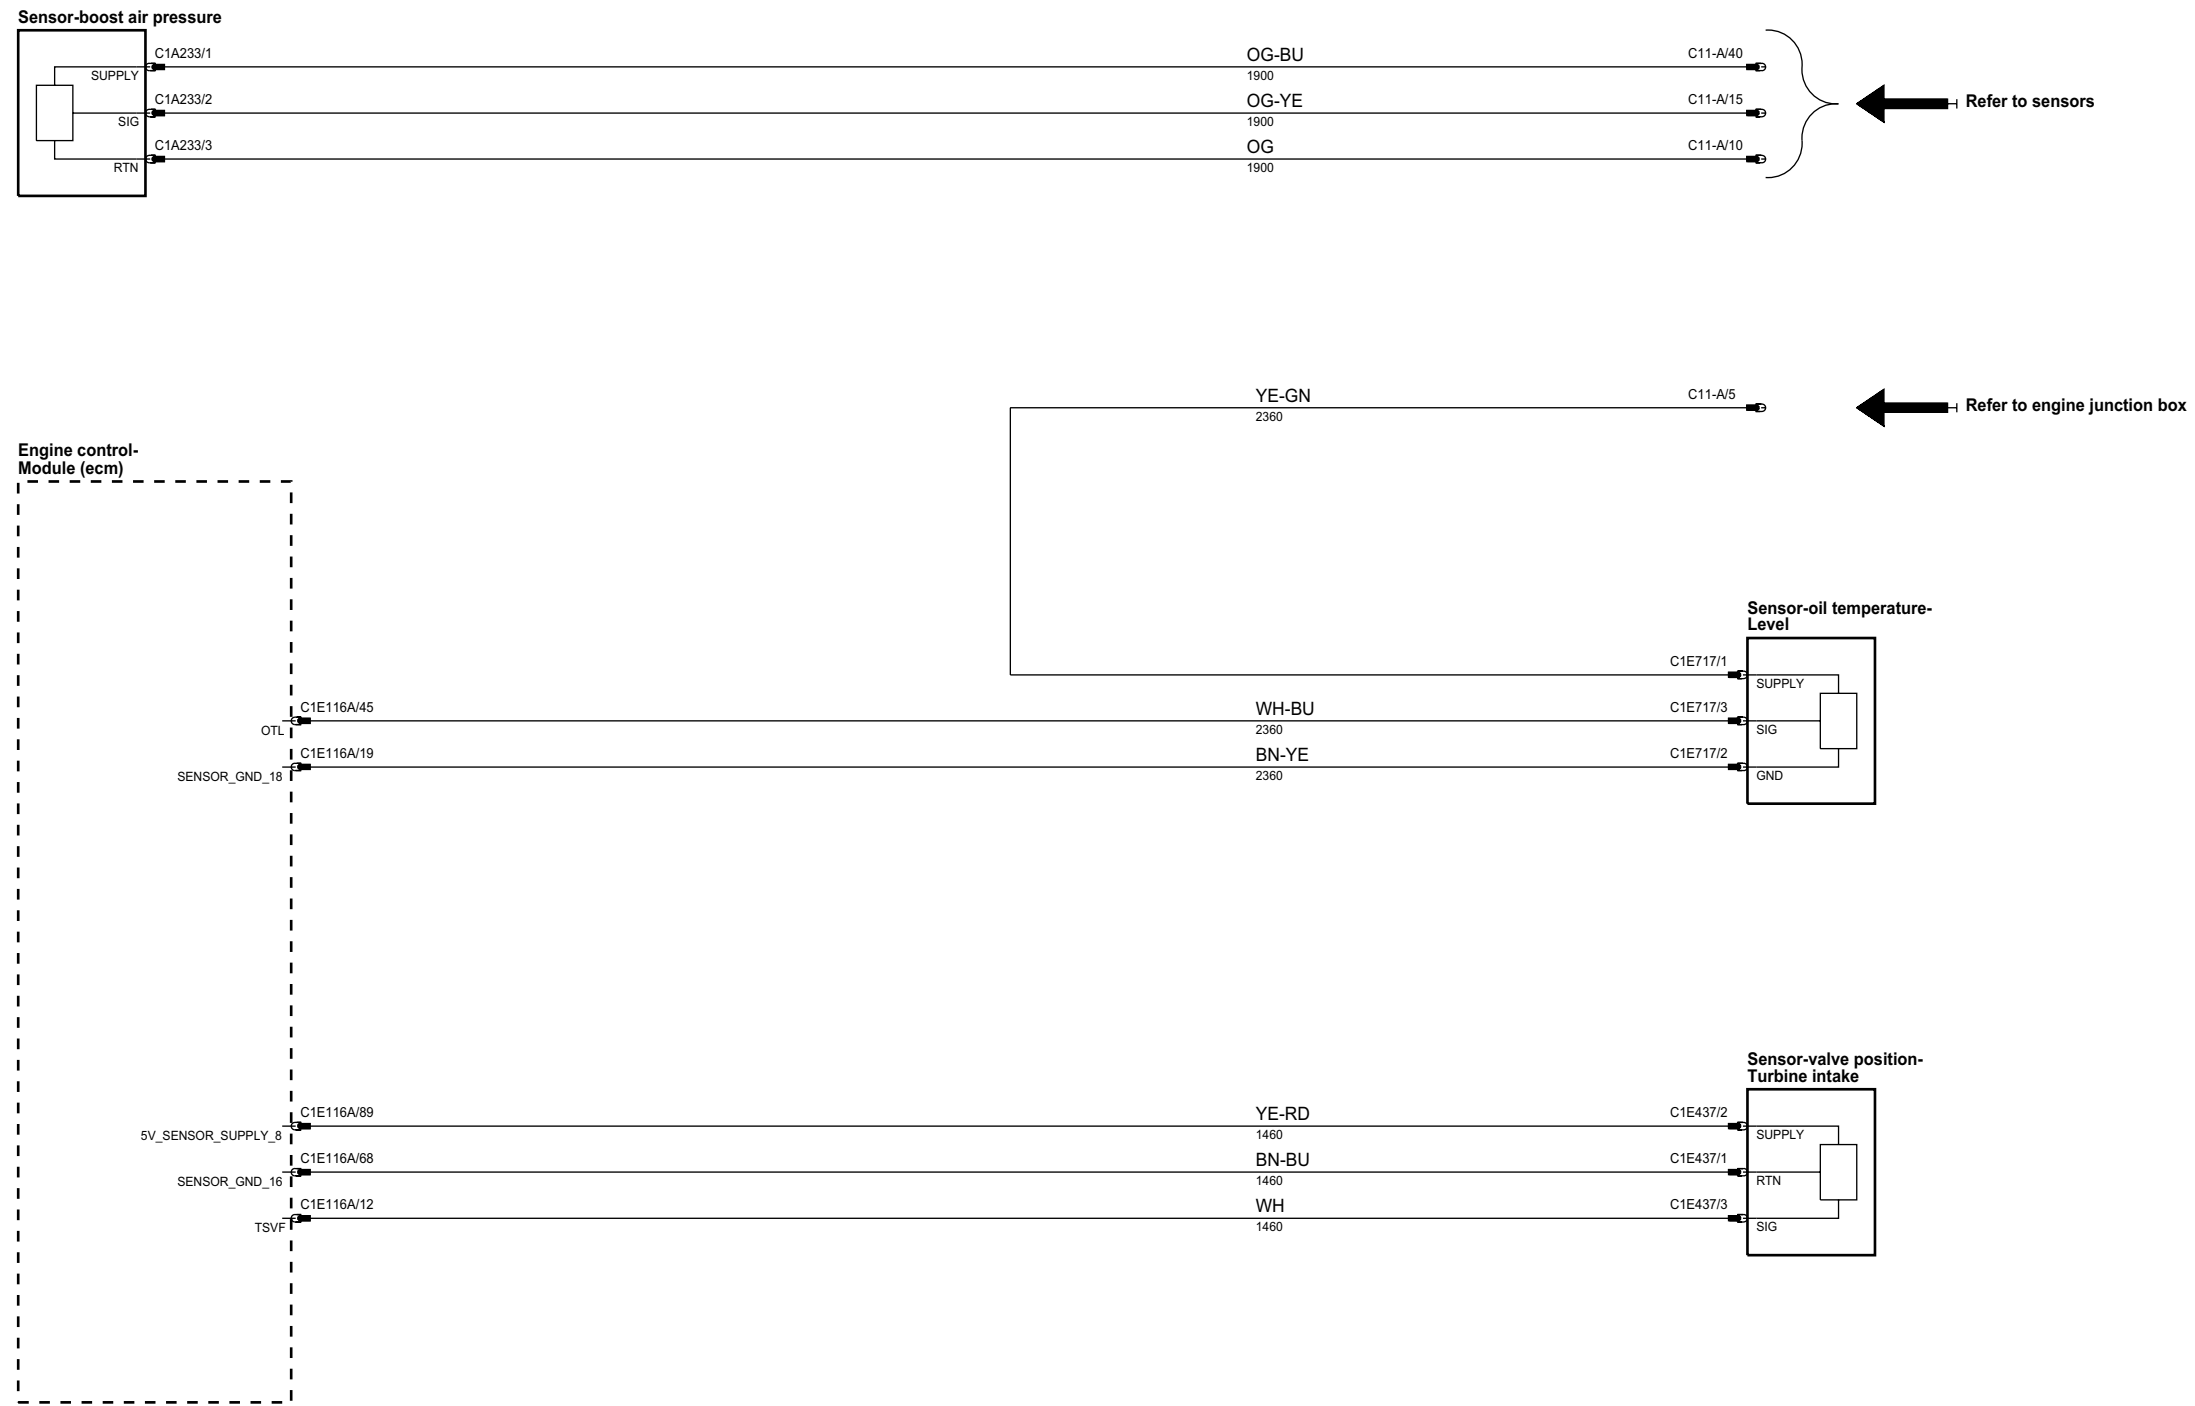 Sensor-boost air pressure
C1A233/1
OG-BU
C11-A/40
SUPPLY
1900
C1A233/2
OG-YE
C11-A/15
Refer to sensors
SIG
1900
C1A233/3
OG
C11-A/10
RTN
1900
YE-GN
C11-A/5
2360
Refer to engine junction box
Engine control-
Module (ecm)
Sensor-oil temperature-
Level
C1E717/1
SUPPLY
C1E116A/45
WH-BU
C1E717/3
OTL
2360
SIG
C1E116A/19
BN-YE
C1E717/2
SENSOR_GND_18
2360
GND
Sensor-valve position-
Turbine intake
C1E116A/89
YE-RD
C1E437/2
5V_SENSOR_SUPPLY_8
1460
SUPPLY
C1E116A/68
BN-BU
C1E437/1
SENSOR_GND_16
1460
RTN
C1E116A/12
WH
C1E437/3
TSVF
1460
SIG